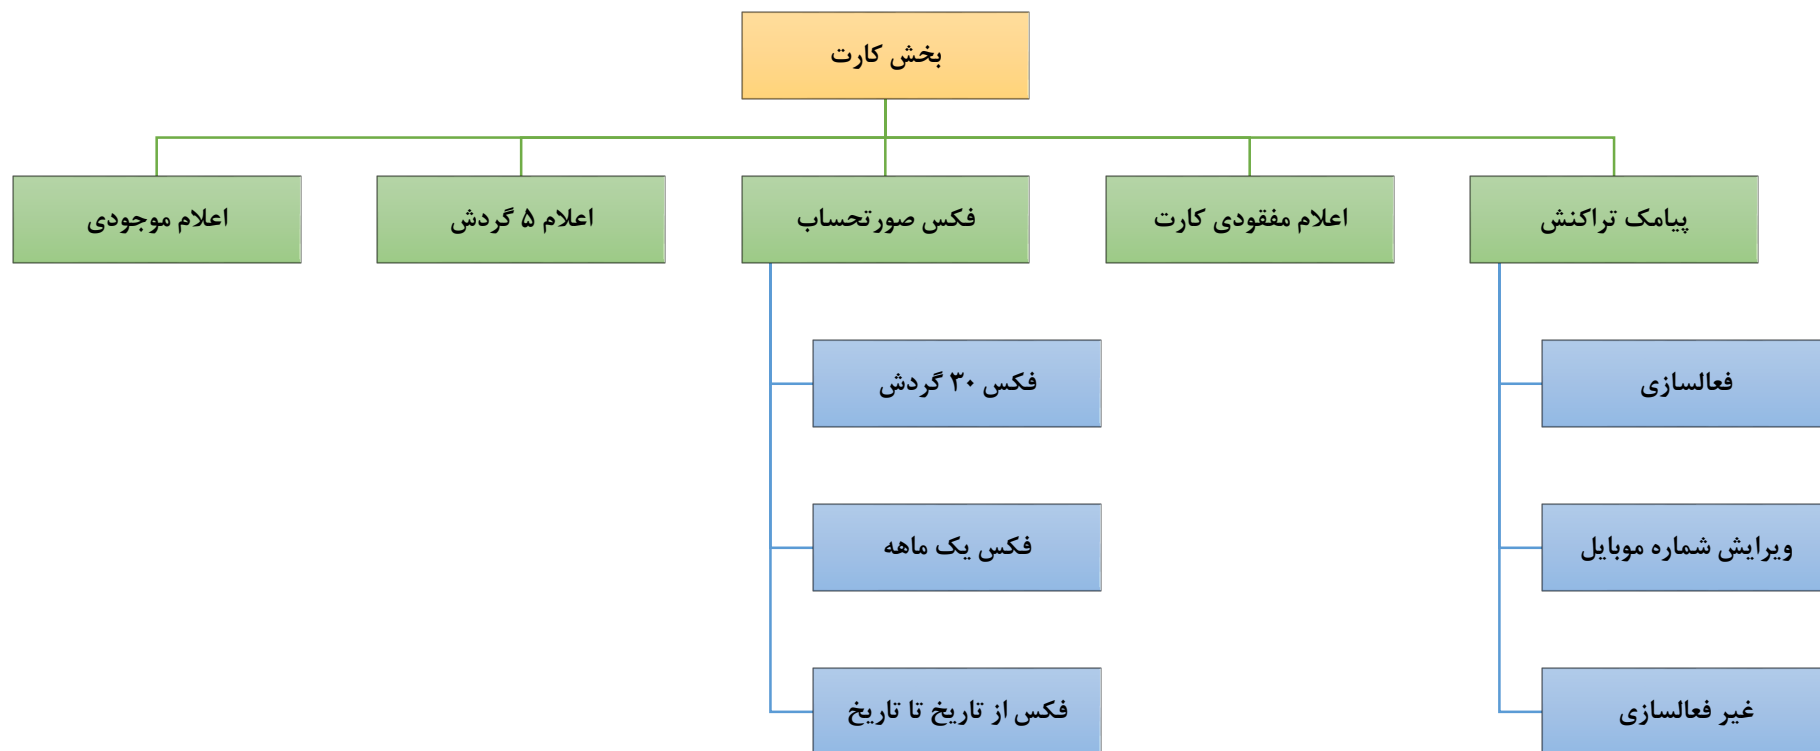 بخش کارت
اعلام موجودی
اعلام ۵ گردش
فکس صورتحساب
اعلام مفقودی کارت
پیامک تراکنش
فکس ۳۰ گردش
فکس یک ماهه
فکس از تاریخ تا تاریخ
فعالسازی
ویرایش شماره موبایل
غیر فعالسازی